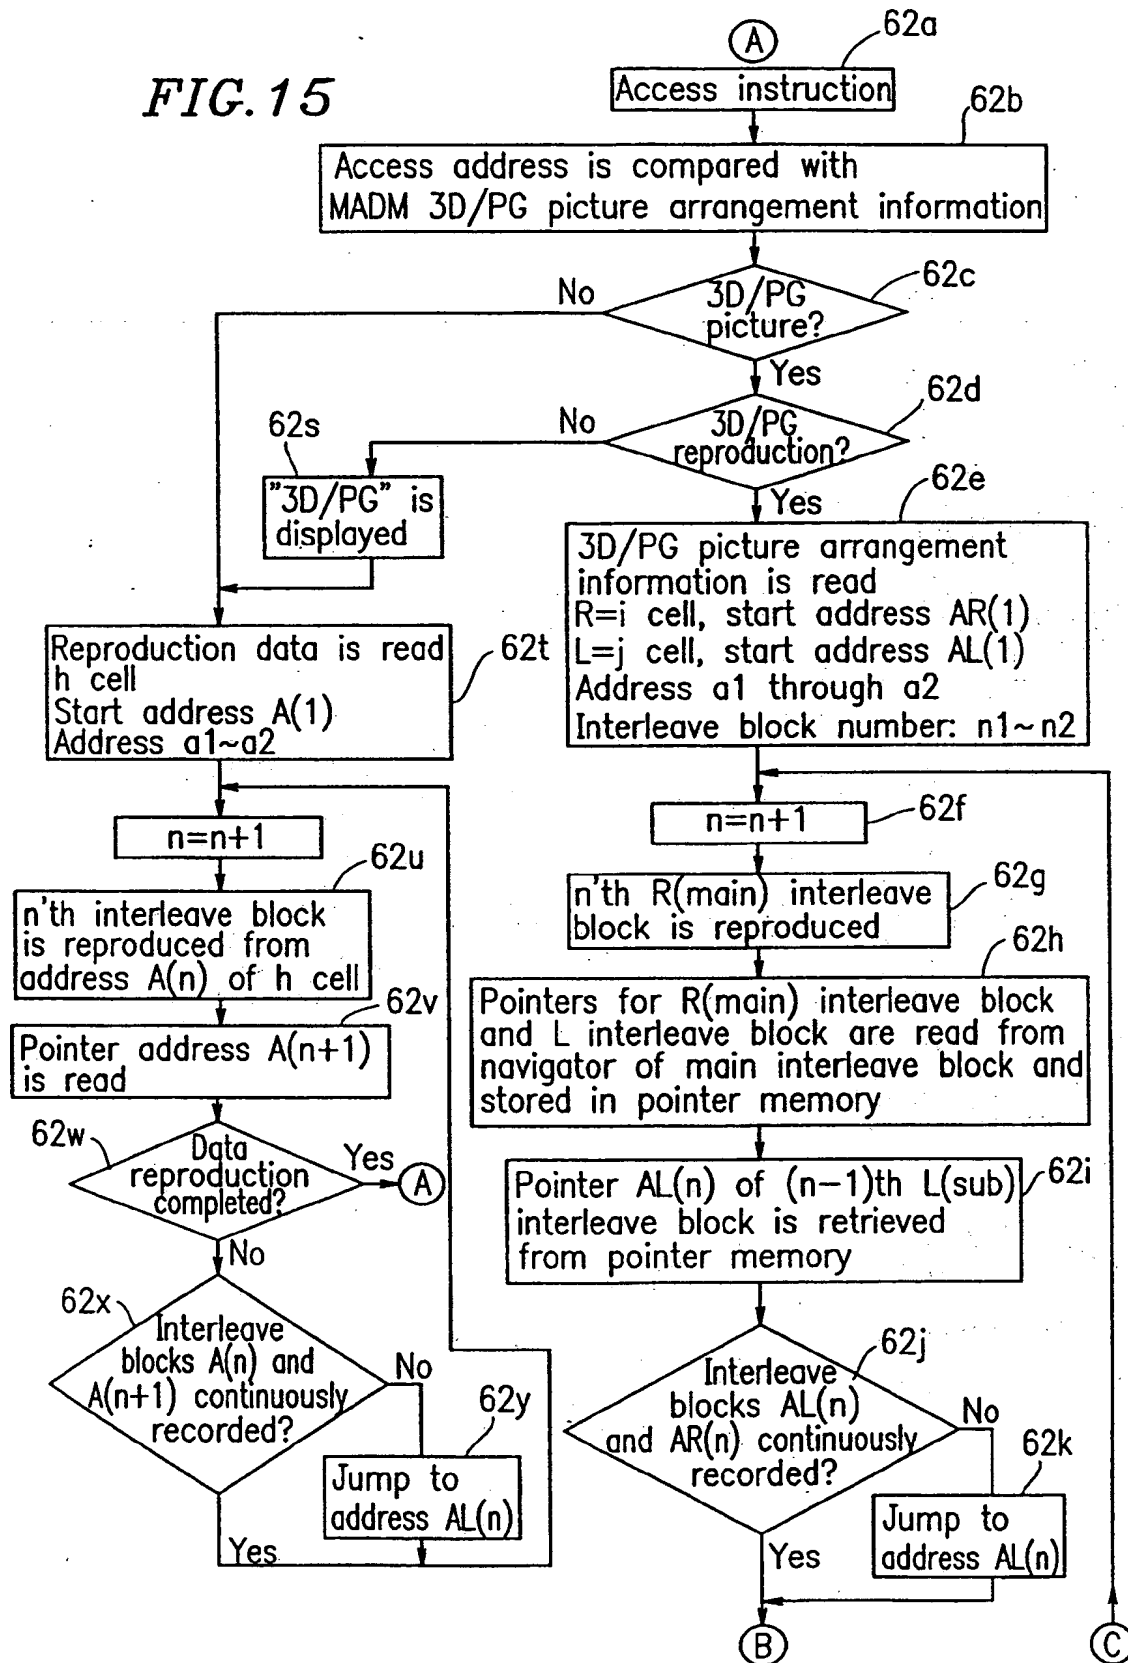 FIG.15
A
62a
Access instruction
62b
Access address is compared with
MADM 3D/PG picture arrangement information
62c
3D/PG
picture?
No
Yes
62d
3D/PG
reproduction?
No
Yes
62s
"3D/PG" is
displayed
62e
3D/PG picture arrangement
information is read
R=i cell, start address AR(1)
L=j cell, start address AL(1)
Address a1 through a2
Interleave block number: n1~n2
62t
Reproduction data is read
h cell
Start address A(1)
Address a1~a2
n=n+1
62u
n'th interleave block
is reproduced from
address A(n) of h cell
62v
Pointer address A(n+1)
is read
62w
Data
reproduction
completed?
Yes
A
No
62x
Interleave
blocks A(n) and
A(n+1) continuously
recorded?
No
62y
Jump to
address AL(n)
Yes
62f
n=n+1
62g
n'th R(main) interleave
block is reproduced
62h
Pointers for R(main) interleave block
and L interleave block are read from
navigator of main interleave block and
stored in pointer memory
62i
Pointer AL(n) of (n-1)th L(sub)
interleave block is retrieved
from pointer memory
62j
Interleave
blocks AL(n)
and AR(n) continuously
recorded?
No
62k
Jump to
address AL(n)
Yes
B
C